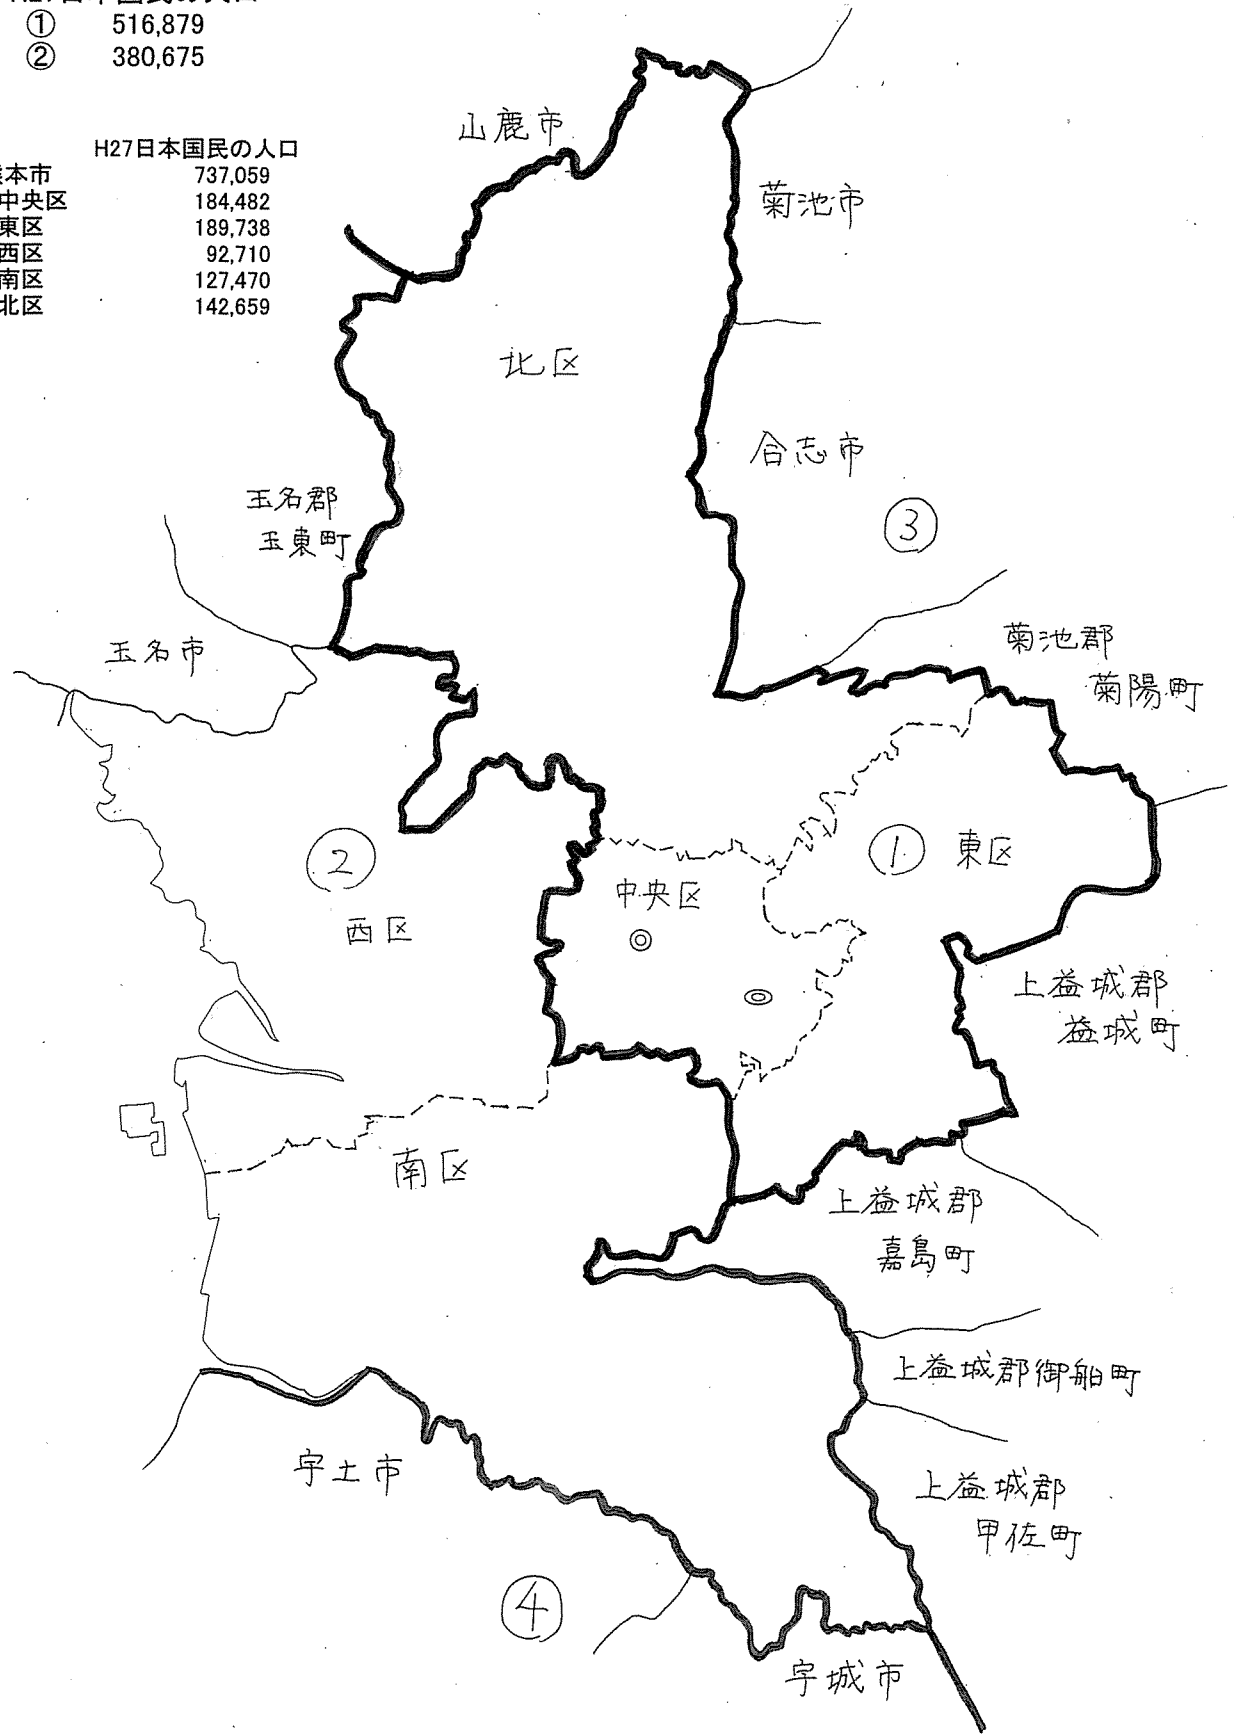 ① 516,879
② 380,675
H27日本国民の人口
本市 737,059
中央区 184,482
東区 189,738
西区 92,710
南区 127,470
北区 142,659
山鹿市
菊池市
北区
合志市
玉名郡
玉東町
③
玉名市
菊池郡
菊陽町
②
① 東区
中央区
西区
上益城郡
益城町
南区
上益城郡
嘉島町
上益城郡御船町
宇土市
上益城郡
甲佐町
④
宇城市